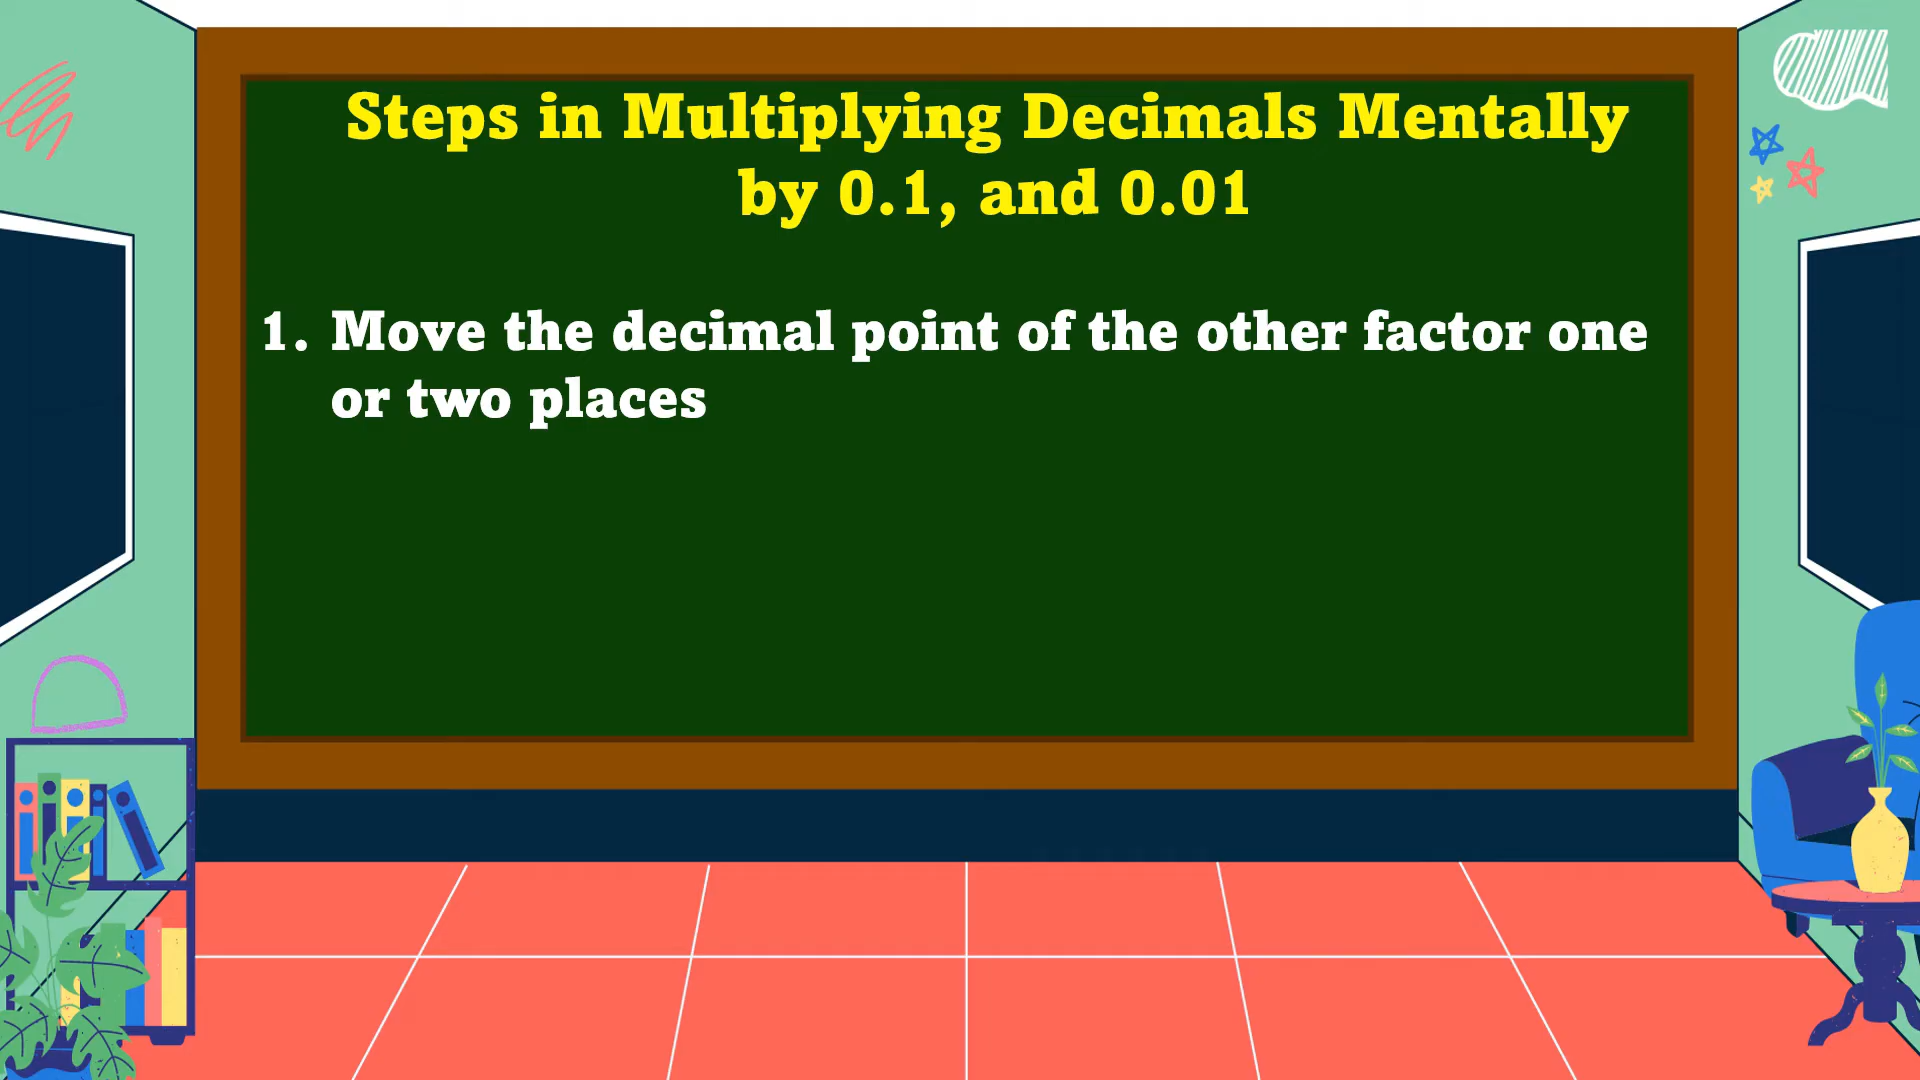 Steps in Multiplying Decimals Mentally
by 0.1, and 0.01
1. Move the decimal point of the other factor one
or two places